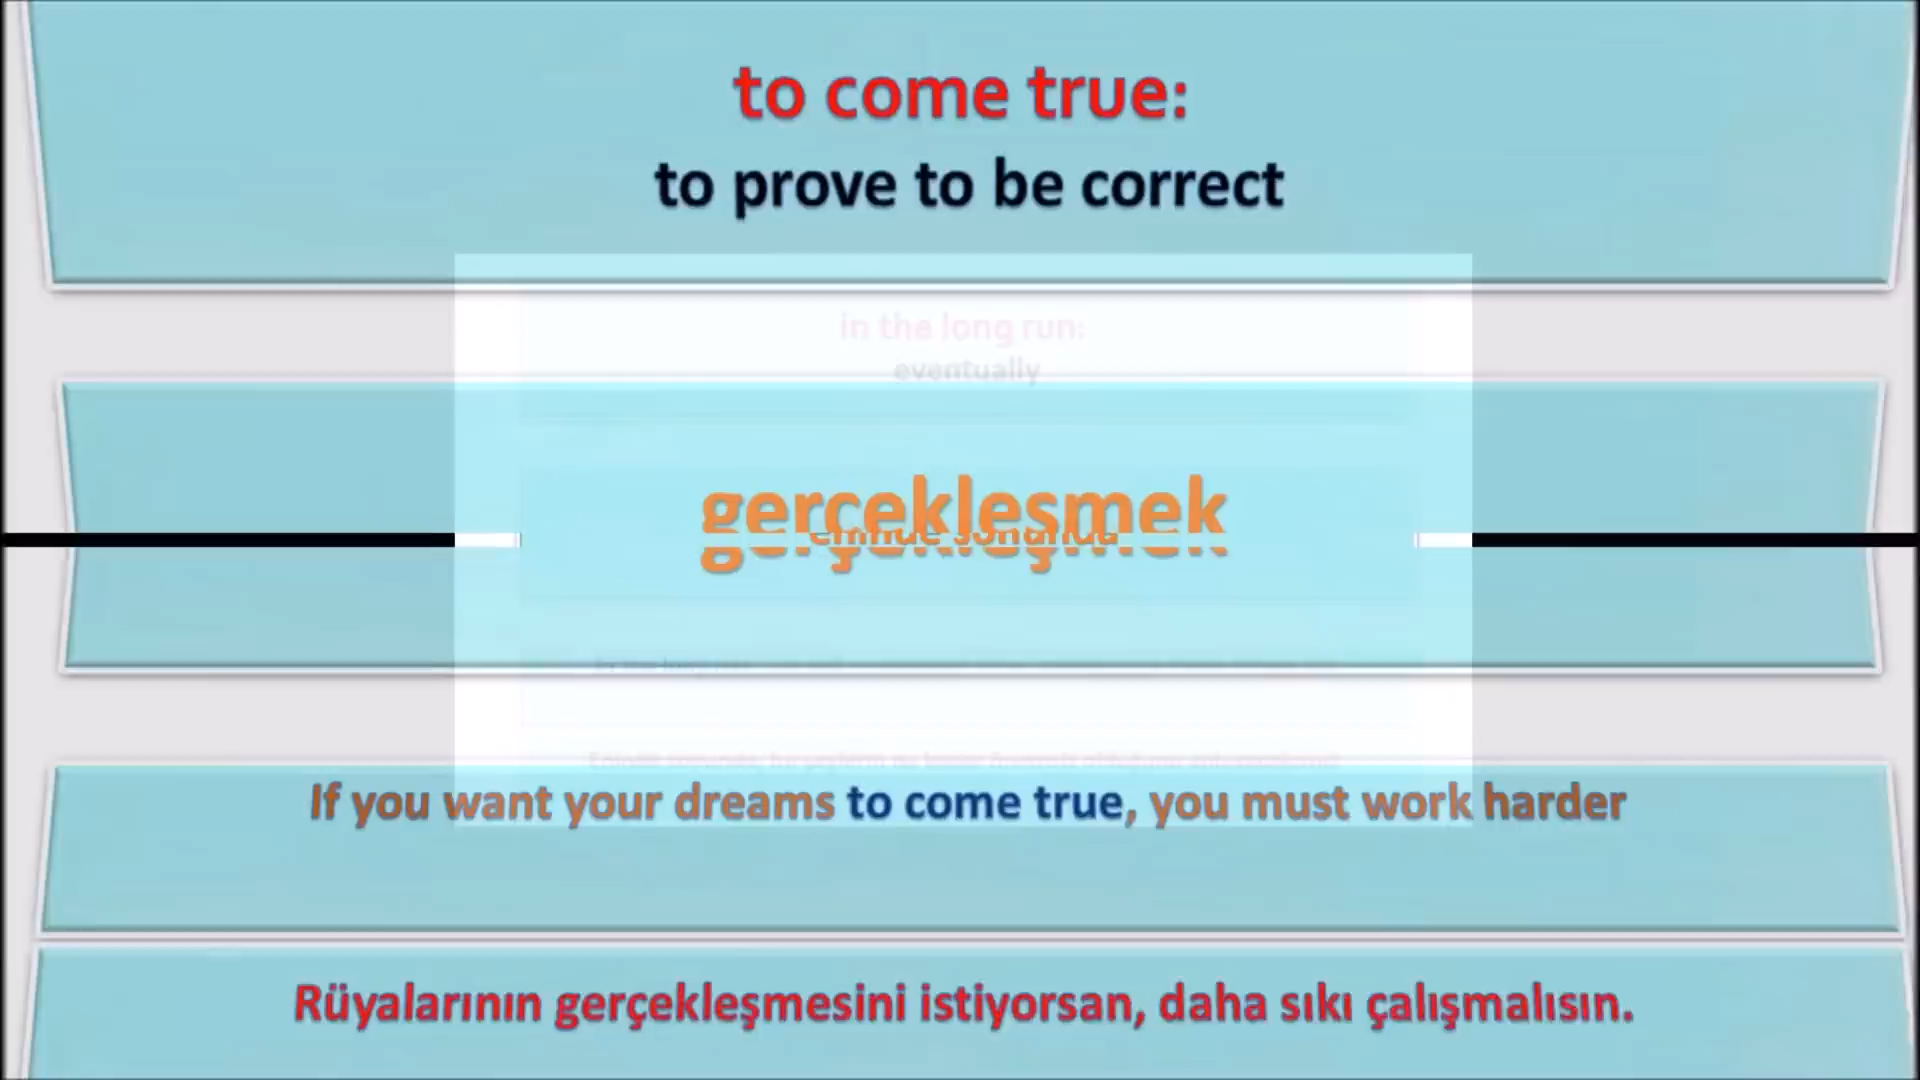 to come true:
to prove to be correct
in the long run:
eventually
gerçekleşmek
If you want your dreams to come true, you must work harder
Rüyalarının gerçekleşmesini istiyorsan, daha sıkı çalışmalısın.